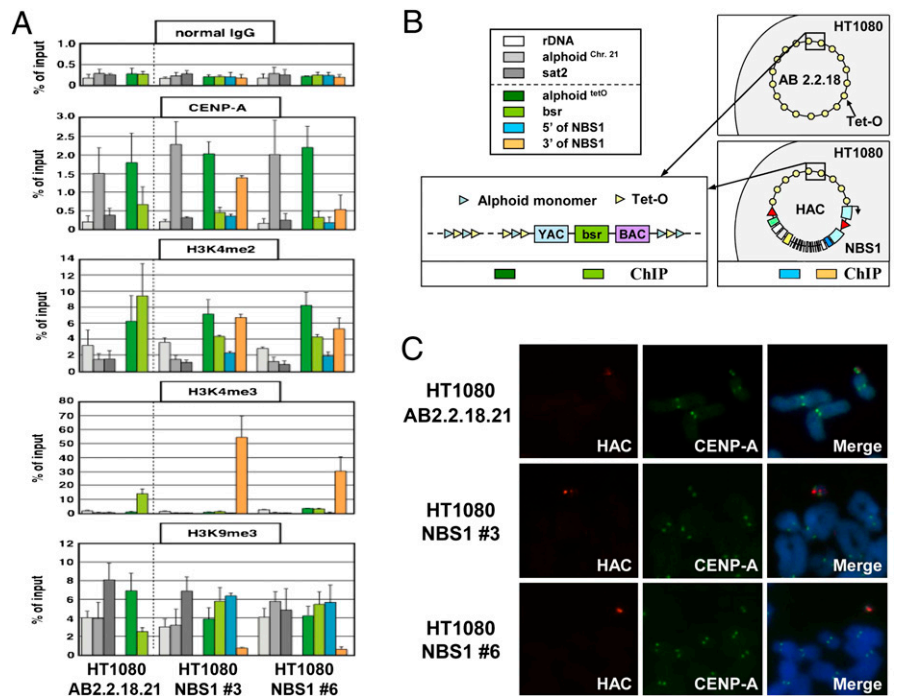 A
normal IgG
% of input
1.0
0.5
0.0
CENP-A
% of input
3.0
2.5
2.0
1.5
1.0
0.5
0.0
H3K4me2
% of input
14
12
10
8
6
4
2
0
H3K4me3
% of input
80
70
60
50
40
30
20
10
0
H3K9me3
% of input
12
10
8
6
4
2
0
HT1080
AB2.2.18.21
HT1080
NBS1 #3
HT1080
NBS1 #6
B
rDNA
alphoid Chr. 21
sat2
alphoid tetO
bsr
5' of NBS1
3' of NBS1
HT1080
AB 2.2.18
Tet-O
HT1080
HAC
NBS1
ChIP
Alphoid monomer
Tet-O
YAC
bsr
BAC
ChIP
C
HT1080
AB2.2.18.21
HAC
CENP-A
Merge
HT1080
NBS1 #3
HAC
CENP-A
Merge
HT1080
NBS1 #6
HAC
CENP-A
Merge